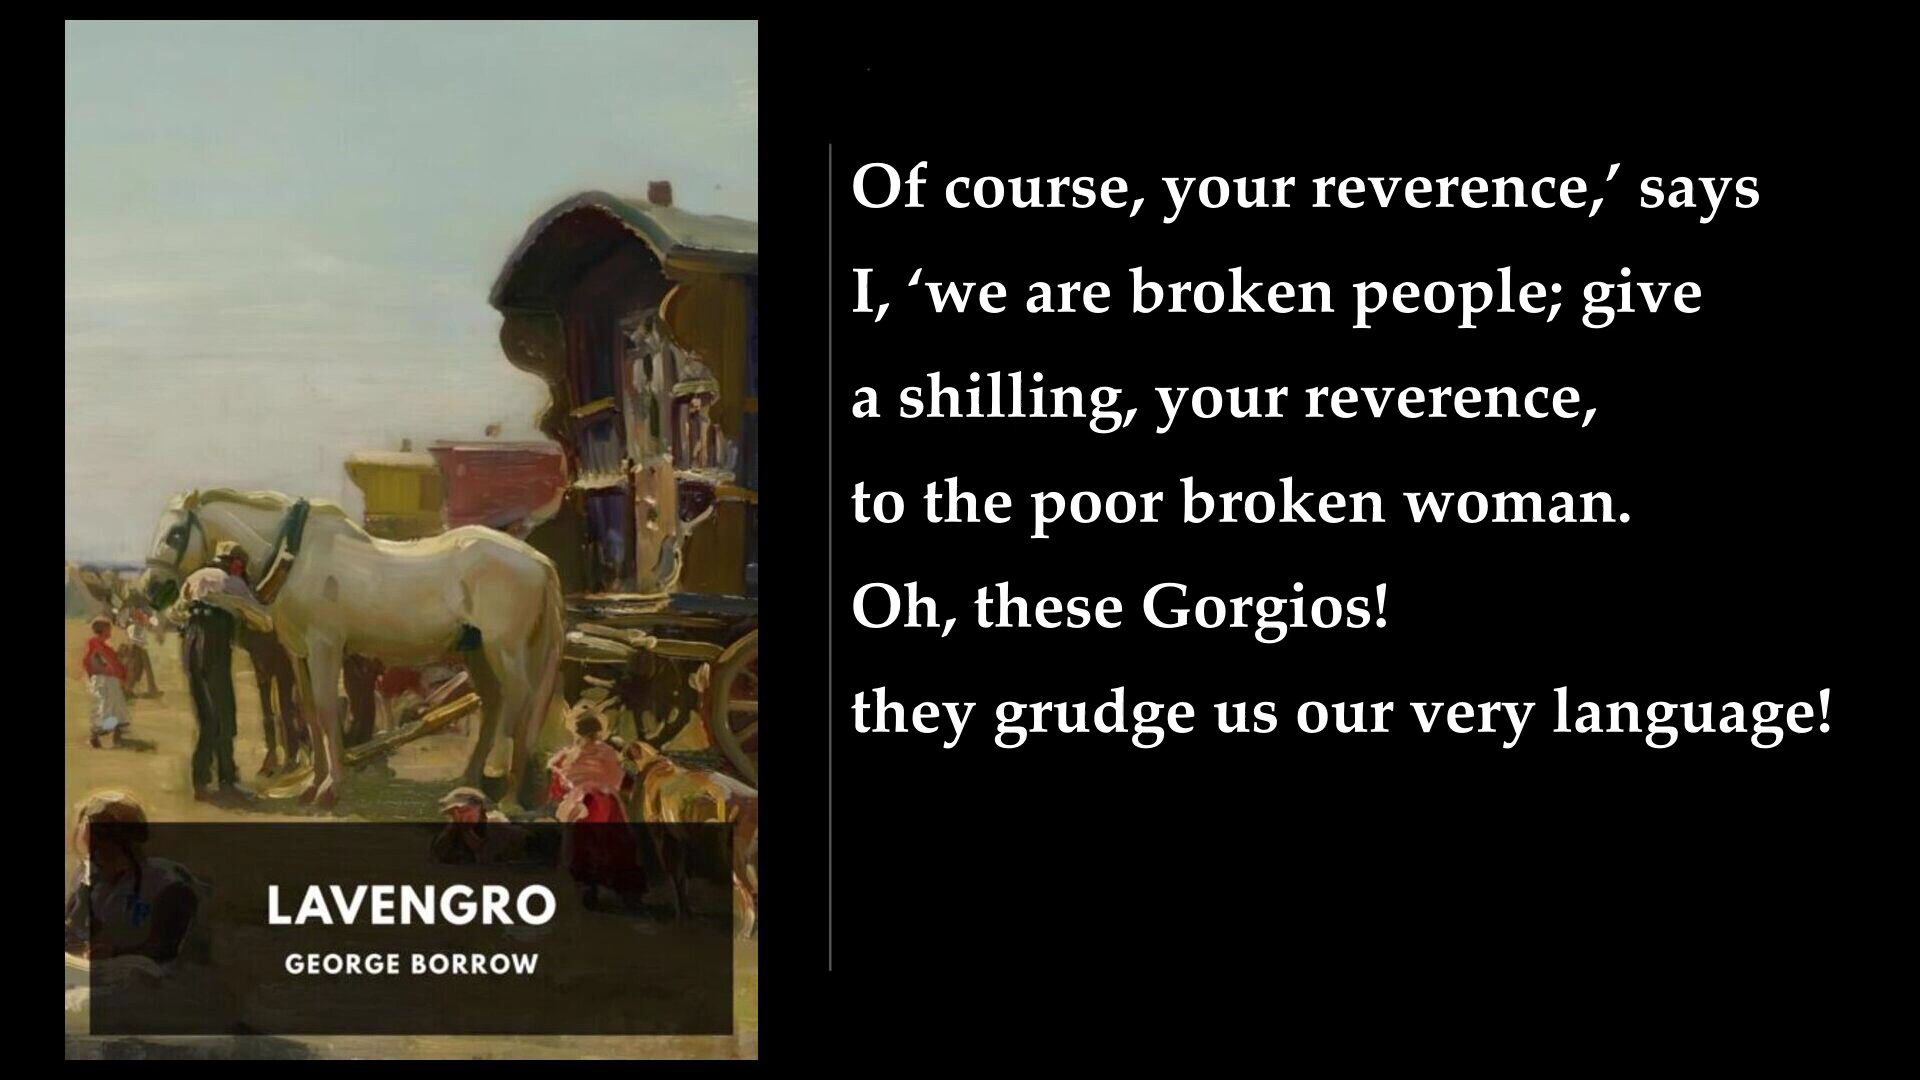 Of course, your reverence,’ says
I, ‘we are broken people; give
a shilling, your reverence,
to the poor broken woman.
Oh, these Gorgios!
they grudge us our very language!
LAVENGRO
GEORGE BORROW